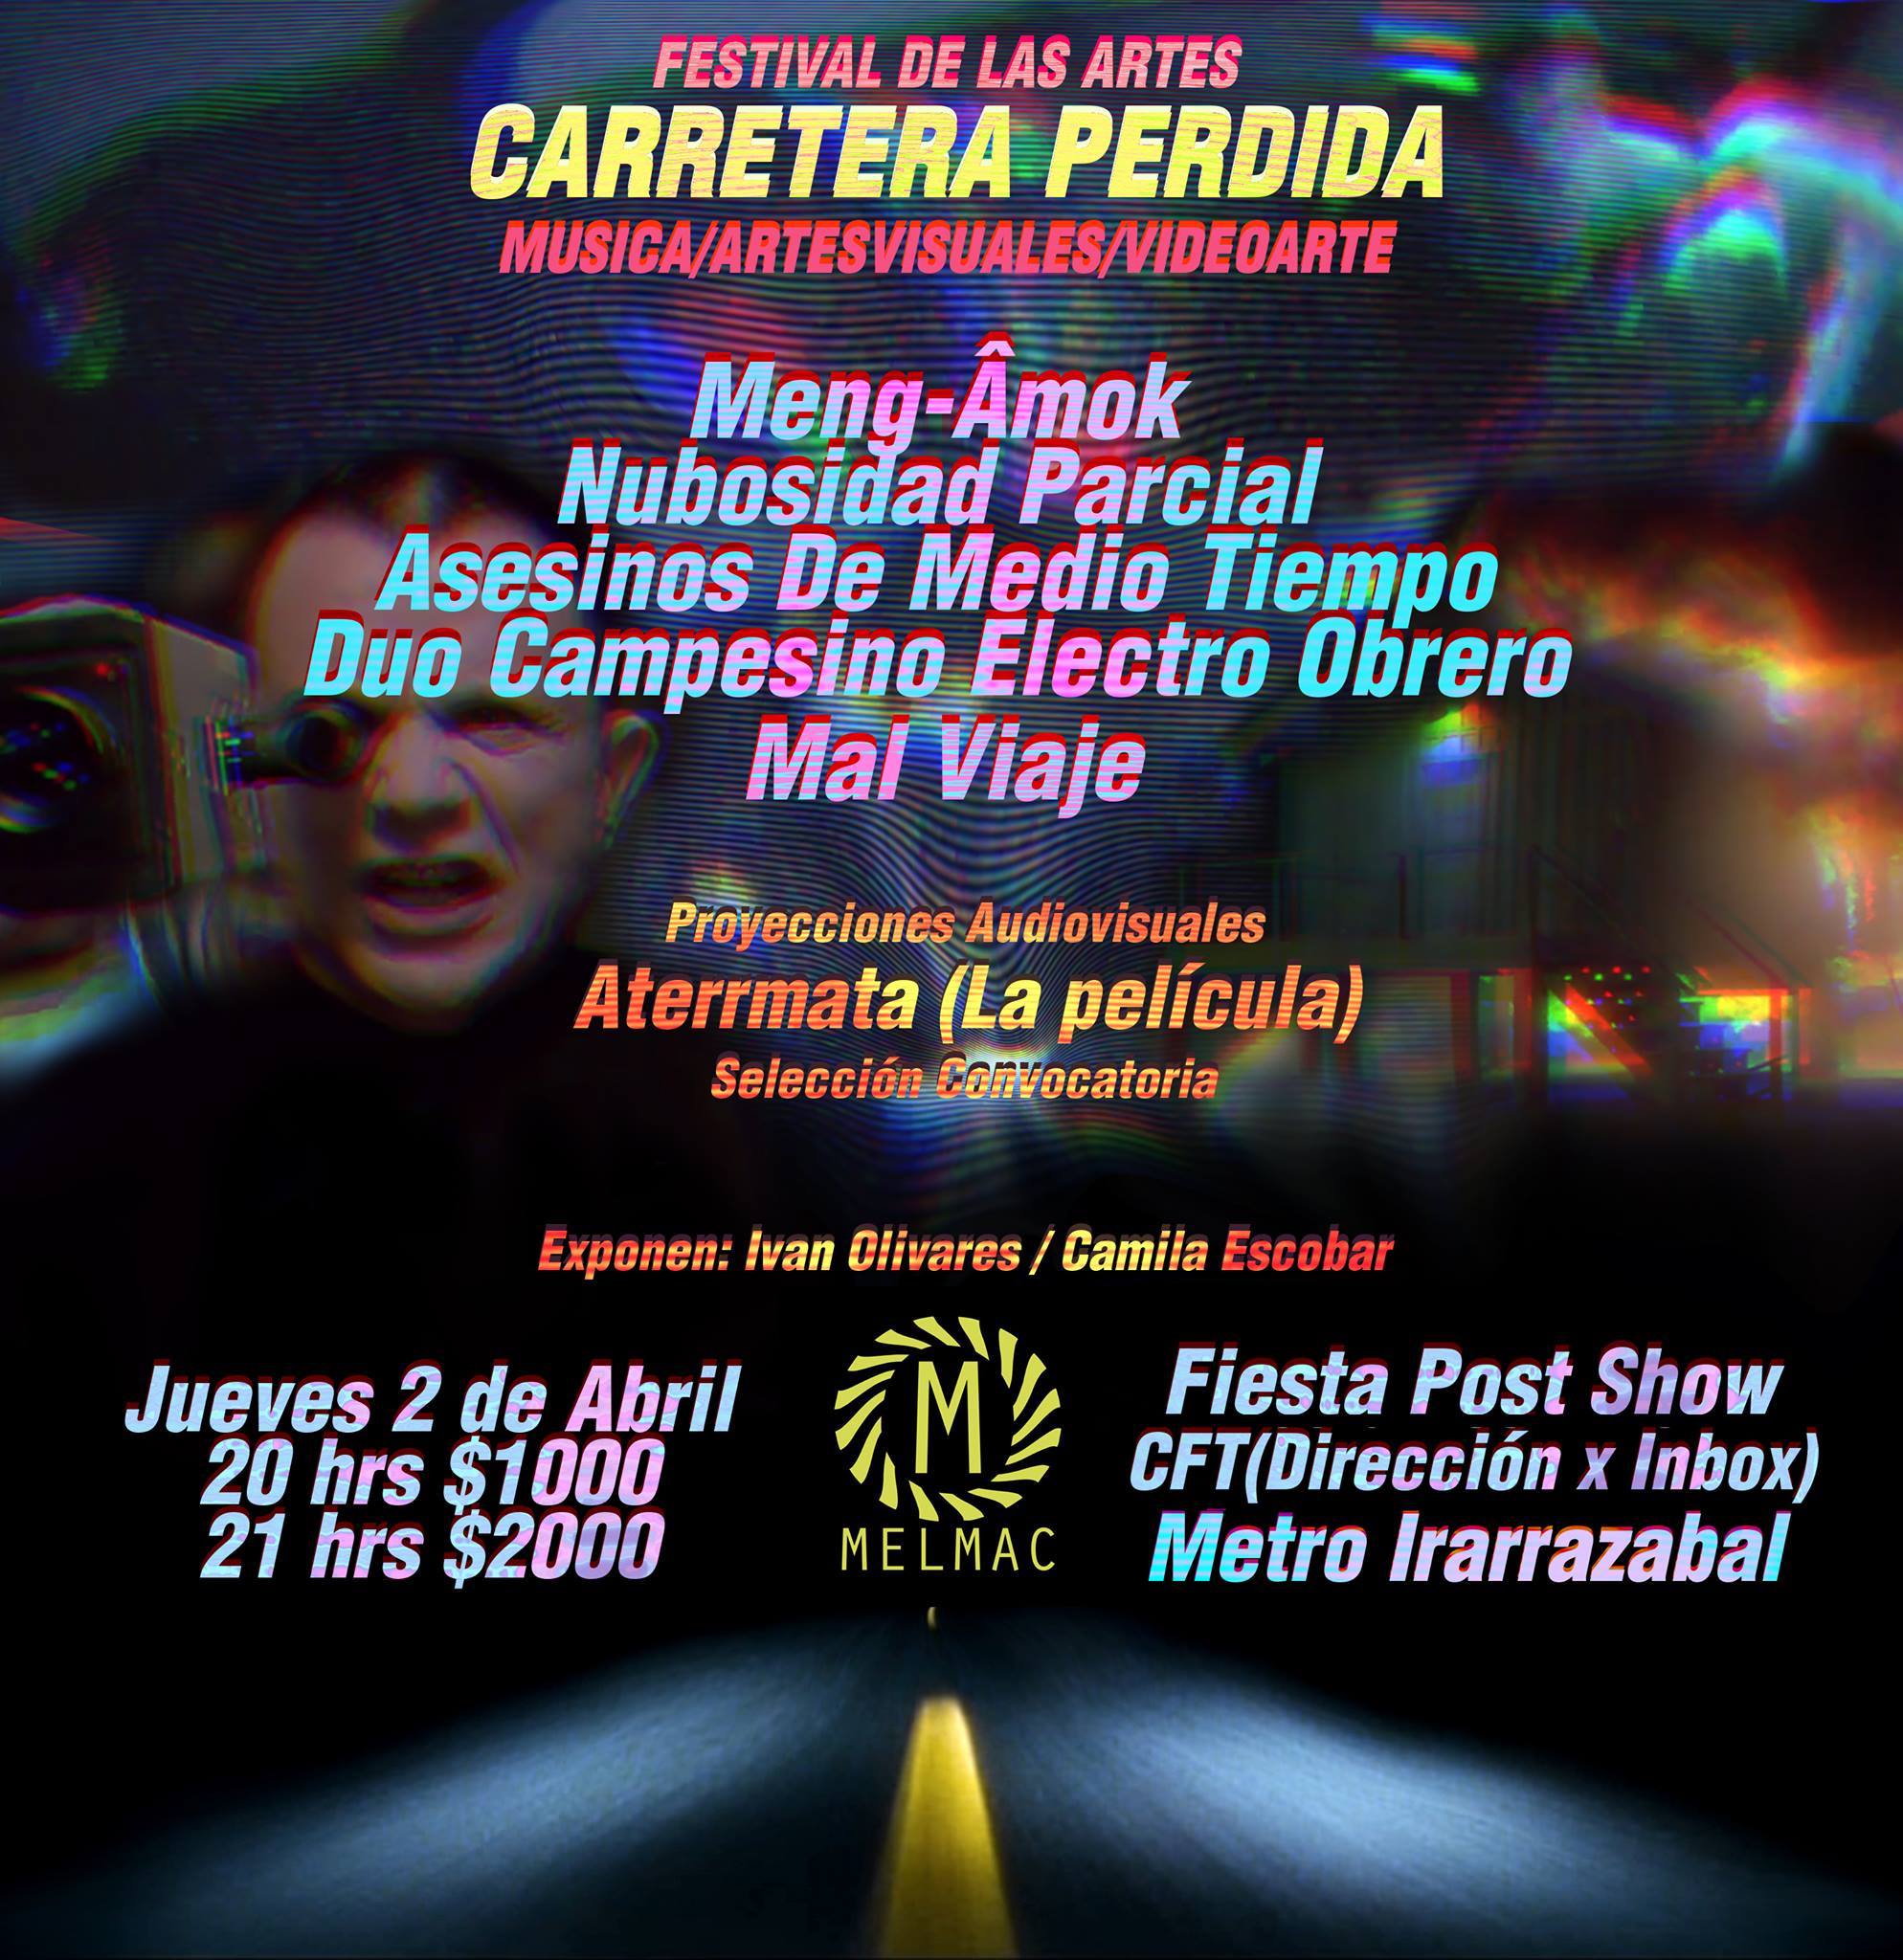 FESTIVAL DE LAS ARTES
CARRETERA PERDIDA
MUSICA/ARTESVISUALES/VIDEOARTE
Meng-Âmok
Nubosidad Parcial
Asesinos De Medio Tiempo
Duo Campesino Electro Obrero
Mal Viaje
Proyecciones Audiovisuales
Aterrmata (La película)
Selección Convocatoria
Exponen: Ivan Olivares / Camila Escobar
Jueves 2 de Abril
20 hrs $1000
21 hrs $2000
M
MELMAC
Fiesta Post Show
CFT(Dirección x Inbox)
Metro Irarrazabal